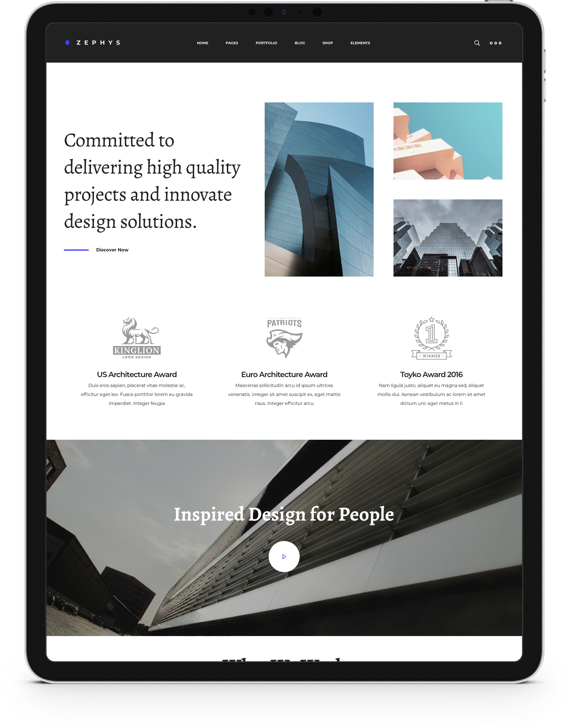 ZEPHYS
HOME PAGES PORTFOLIO BLOG SHOP ELEMENTS
Committed to
delivering high quality
projects and innovate
design solutions.
Discover Now
KINGLION
LOGO DESIGN
PATRIOTS
1
WINNER
US Architecture Award
Duis eros sapien, placerat vitae molestie ac,
efficitur eget leo. Fusce porttitor lorem eu gravida
imperdiet. Integer feugia.
Euro Architecture Award
Maecenas sollicitudin arcu id ipsum ultrices
venenatis. Integer sit amet suscipit ex, eget mattis
risus. Integer efficitur arcu.
Toyko Award 2016
Nam ligula justo, aliquet eu magna sed, aliquet
mollis dui. Aenean vestibulum ac lorem sit amet
dictum unc eget metus in li
Inspired Design for People